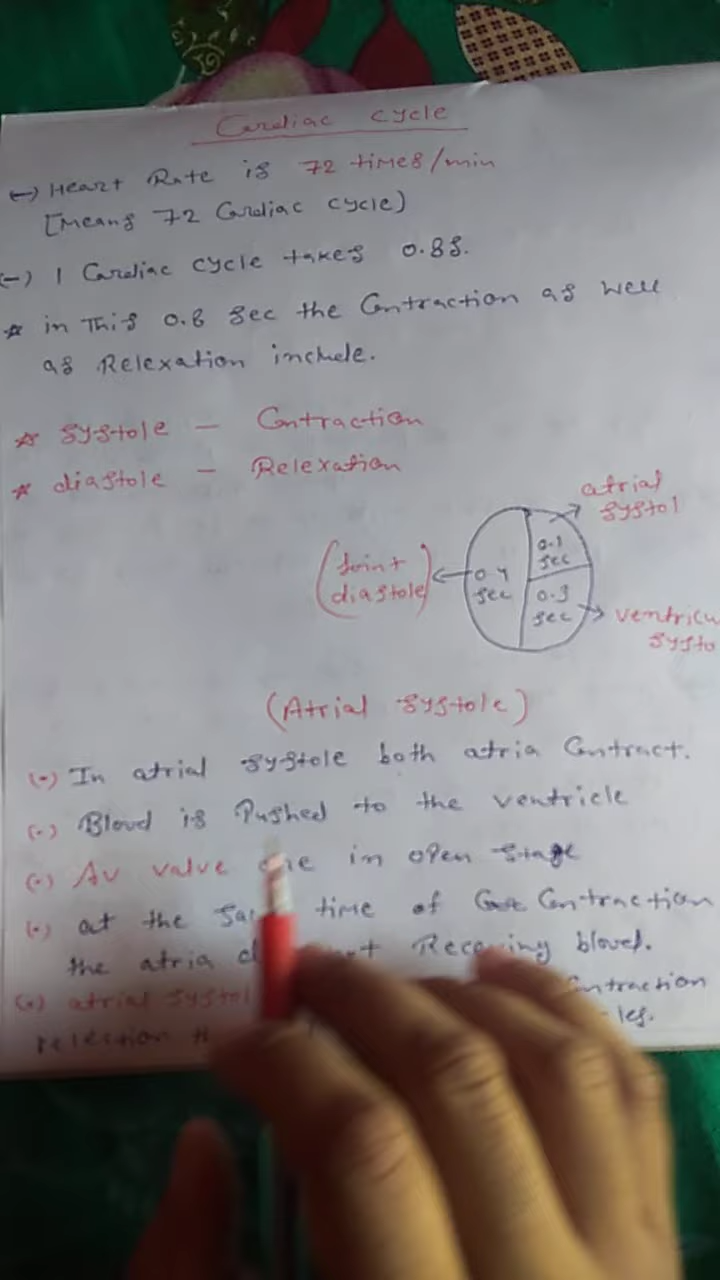 Cardiac cycle
(-) Heart Rate is 72 times/min
[Means 72 Cardiac cycle)
(-) 1 Cardiac cycle takes 0.8s.
* in This 0.8 sec the Contraction as well
as Relexation include.
* systole - Contraction
* diastole - Relexation
atrial
systol
0.1
sec
(Joint
diastole)
0.4
sec
0.3
sec
ventricu
systo
(Atrial systole)
(•) In atrial systole both atria Contract.
(•) Blood is Pushed to the ventricle
(•) AV valve are in open stage
(•) at the time of Contraction
the atria Receving bloved.
(•) atrial systol Contraction